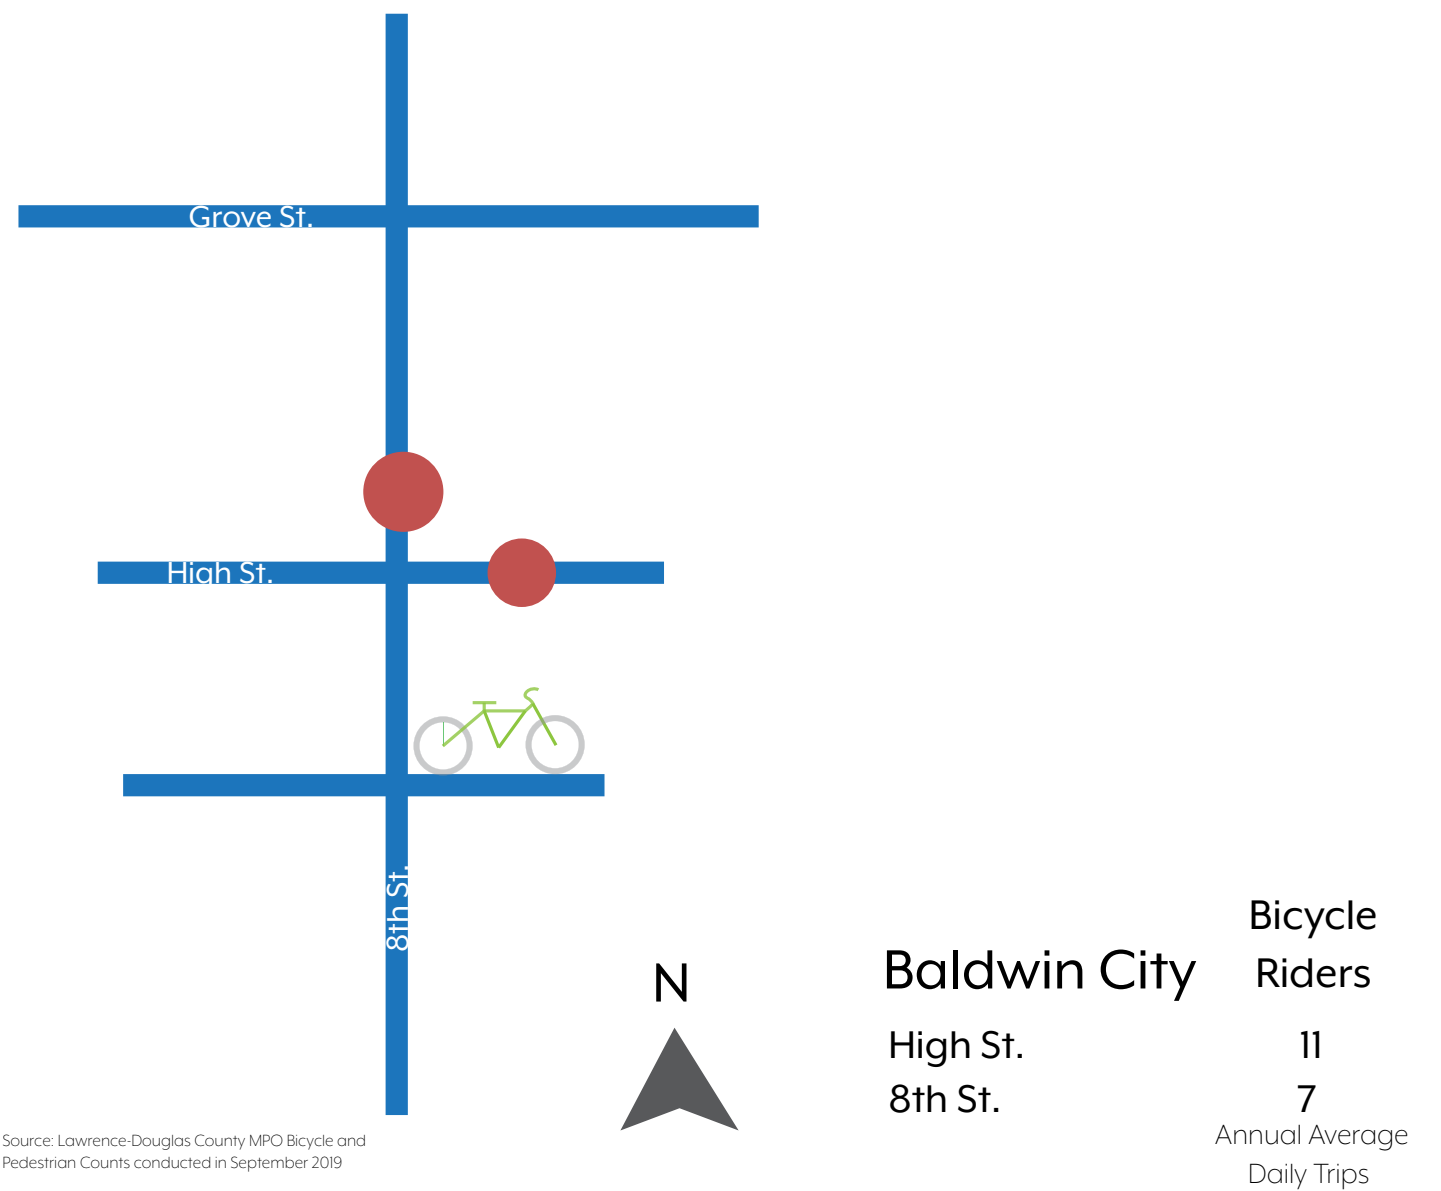 Grove St.
High St.
8th St.
N
Baldwin City
Bicycle
Riders
High St. 11
8th St. 7
Annual Average
Daily Trips
Source: Lawrence-Douglas County MPO Bicycle and
Pedestrian Counts conducted in September 2019